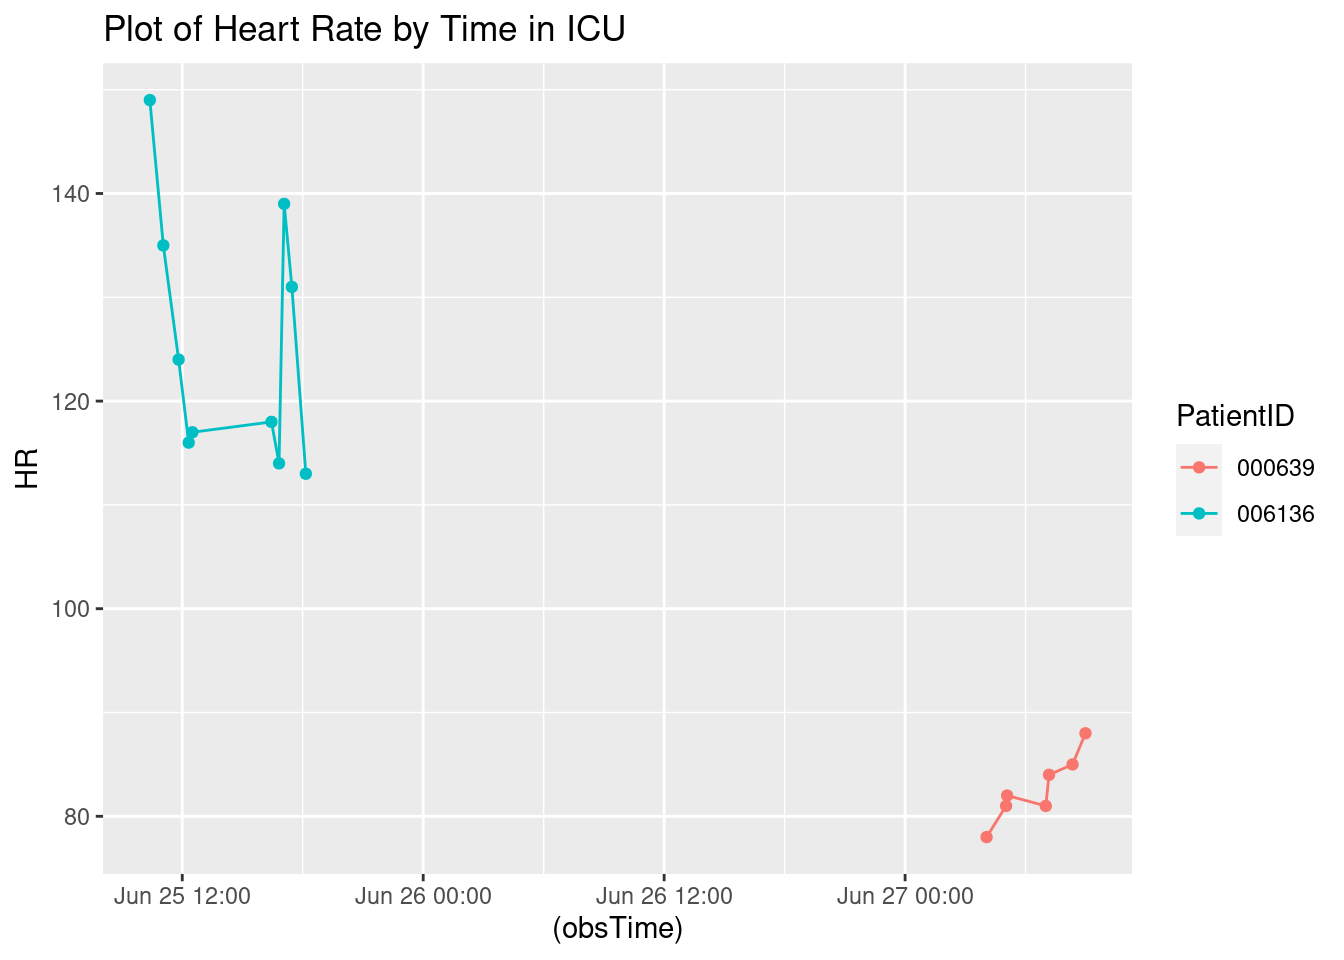 Plot of Heart Rate by Time in ICU
140
120
100
80
HR
Jun 25 12:00
Jun 26 00:00
Jun 26 12:00
Jun 27 00:00
(obsTime)
PatientID
000639
006136